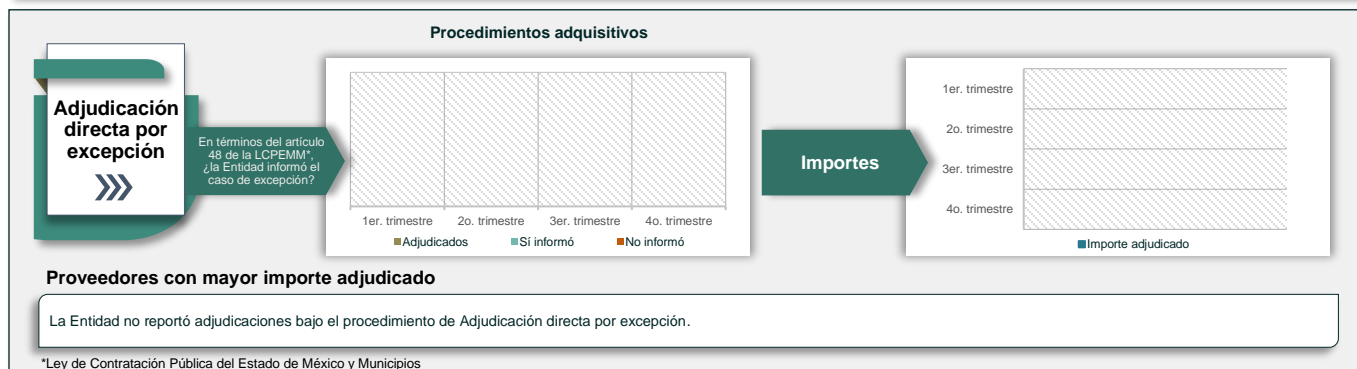 Procedimientos adquisitivos
Adjudicación
directa por
excepción
En términos del artículo
48 de la LCPEMM*,
¿la Entidad informó el
caso de excepción?
1er. trimestre
2o. trimestre
3er. trimestre
4o. trimestre
Adjudicados
Sí informó
No informó
Importes
1er. trimestre
2o. trimestre
3er. trimestre
4o. trimestre
Importe adjudicado
Proveedores con mayor importe adjudicado
La Entidad no reportó adjudicaciones bajo el procedimiento de Adjudicación directa por excepción.
*Ley de Contratación Pública del Estado de México y Municipios